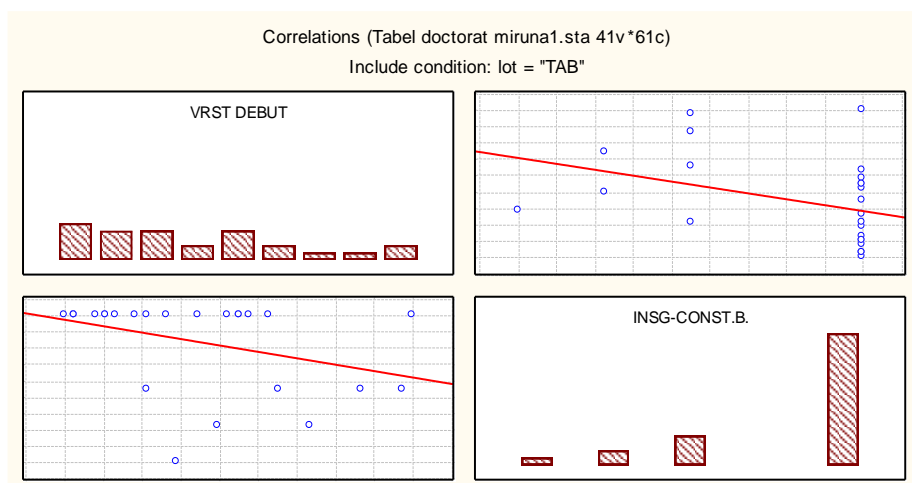 Correlations (Tabel doctorat miruna1.sta 41v*61c)
Include condition: lot = "TAB"
VRST DEBUT
INSG-CONST.B.